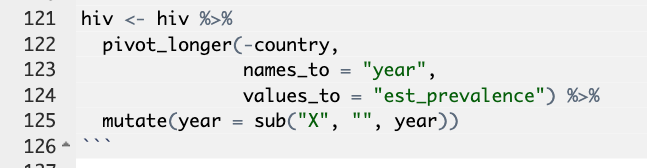 121 hiv <- hiv %>%
122   pivot_longer(-country,
123                names_to = "year",
124                values_to = "est_prevalence") %>%
125   mutate(year = sub("X", "", year))
126 ```